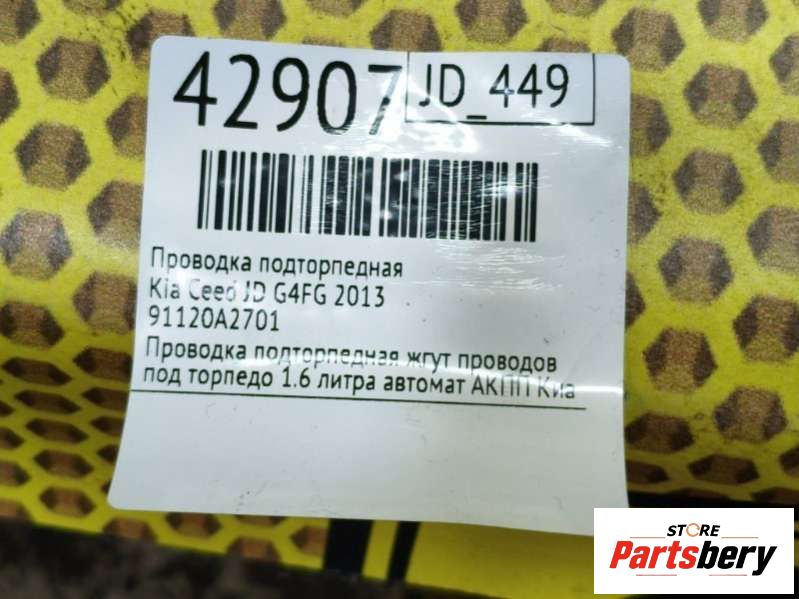 42907
JD_449
Проводка подторпедная
Kia Ceed JD G4FG 2013
91120A2701
Проводка подторпедная жгут проводов
под торпедо 1.6 литра автомат АКПП Киа
STORE
Partsbery